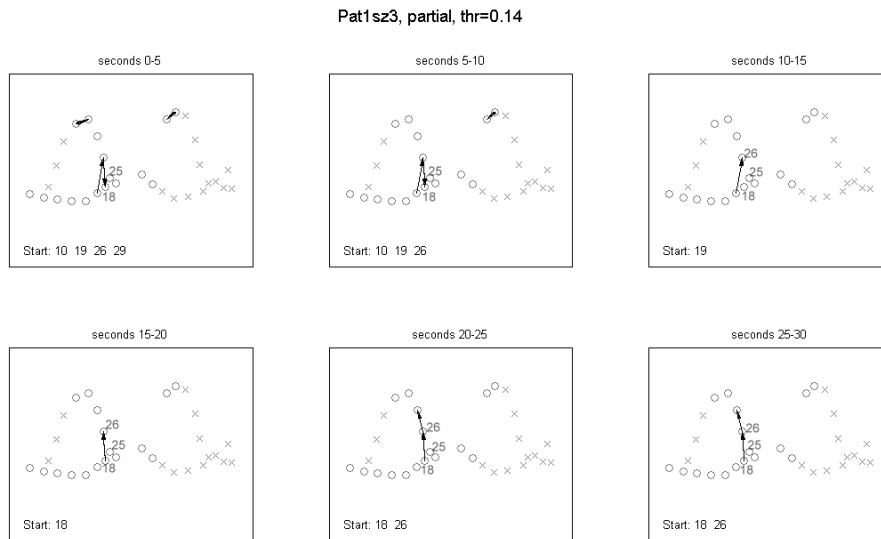 Pat1sz3, partial, thr=0.14
seconds 0-5
25
18
Start: 10 19 26 29
seconds 5-10
25
18
Start: 10 19 26
seconds 10-15
26
25
18
Start: 19
seconds 15-20
26
25
18
Start: 18
seconds 20-25
26
25
18
Start: 18 26
seconds 25-30
26
25
18
Start: 18 26